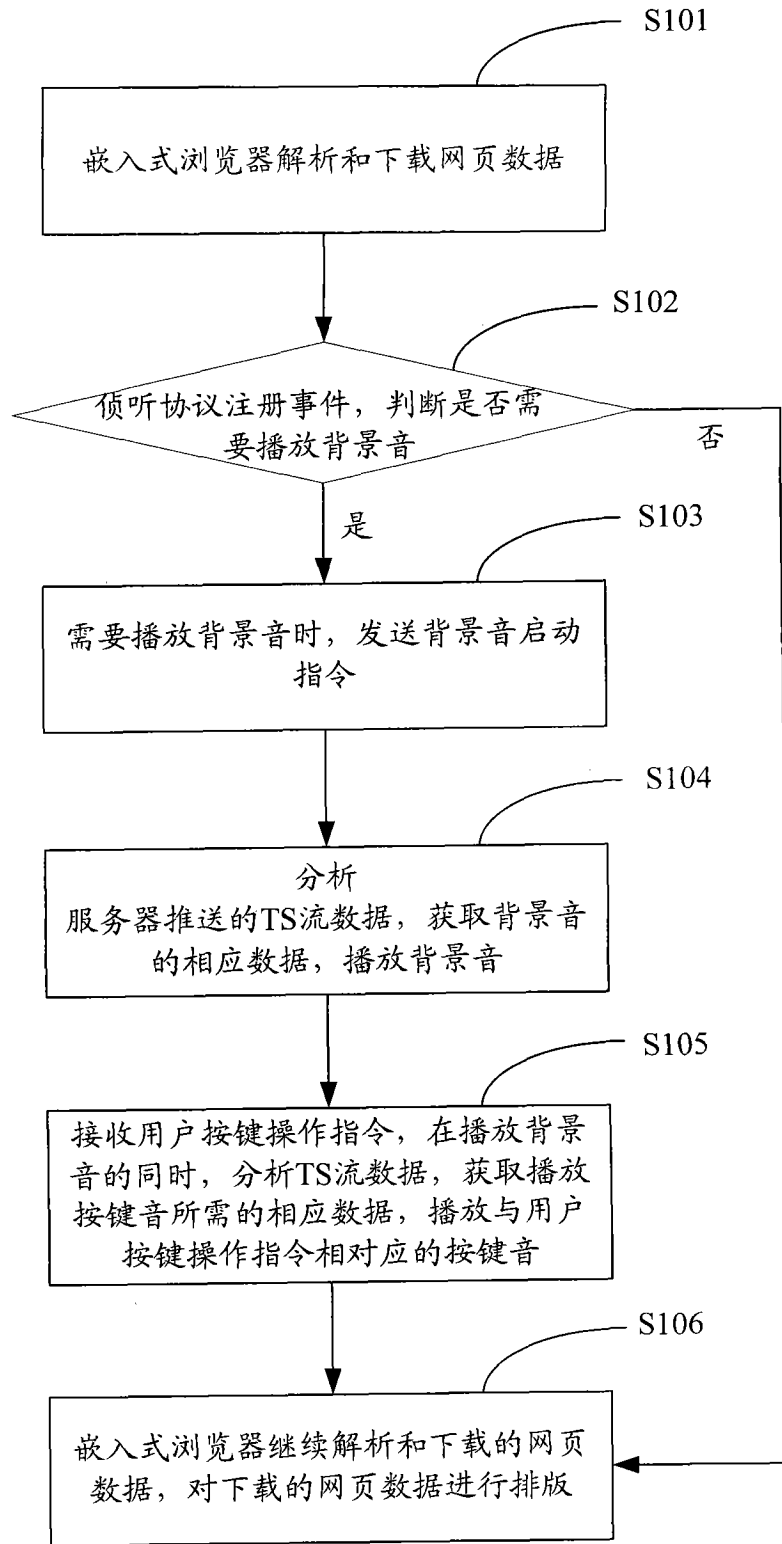 S101
嵌入式浏览器解析和下载网页数据
S102
侦听协议注册事件，判断是否需
要播放背景音
否
是
S103
需要播放背景音时，发送背景音启动
指令
S104
分析
服务器推送的TS流数据，获取背景音
的相应数据，播放背景音
S105
接收用户按键操作指令，在播放背景
音的同时，分析TS流数据，获取播放
按键音所需的相应数据，播放与用户
按键操作指令相对应的按键音
S106
嵌入式浏览器继续解析和下载的网页
数据，对下载的网页数据进行排版